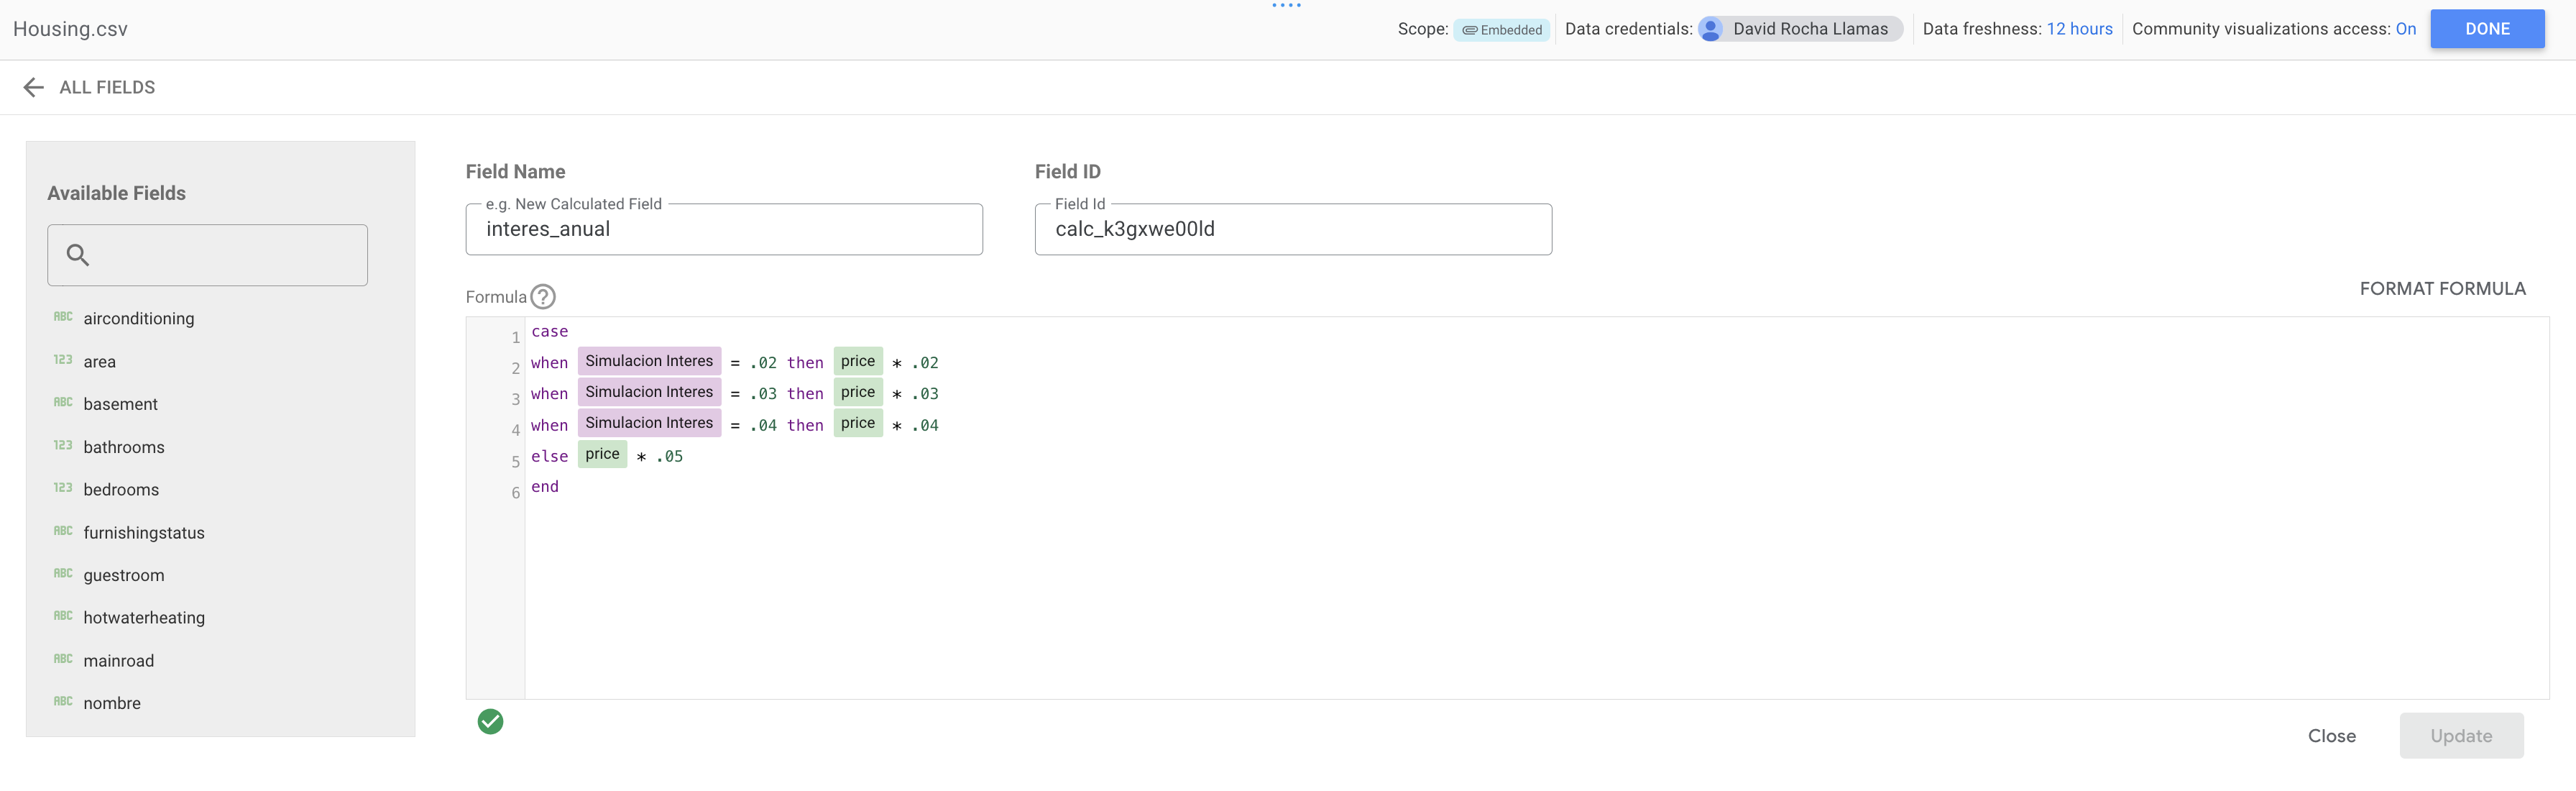 Housing.csv
Scope: Embedded Data credentials: David Rocha Llamas Data freshness: 12 hours Community visualizations access: On DONE
ALL FIELDS
Available Fields
ABC airconditioning
123 area
ABC basement
123 bathrooms
123 bedrooms
ABC furnishingstatus
ABC guestroom
ABC hotwaterheating
ABC mainroad
ABC nombre
Field Name
e.g. New Calculated Field
interes_anual
Field ID
Field Id
calc_k3gxwe00ld
Formula ?
FORMAT FORMULA
1 case
2 when Simulacion Interes = .02 then price * .02
3 when Simulacion Interes = .03 then price * .03
4 when Simulacion Interes = .04 then price * .04
5 else price * .05
6 end
Close Update